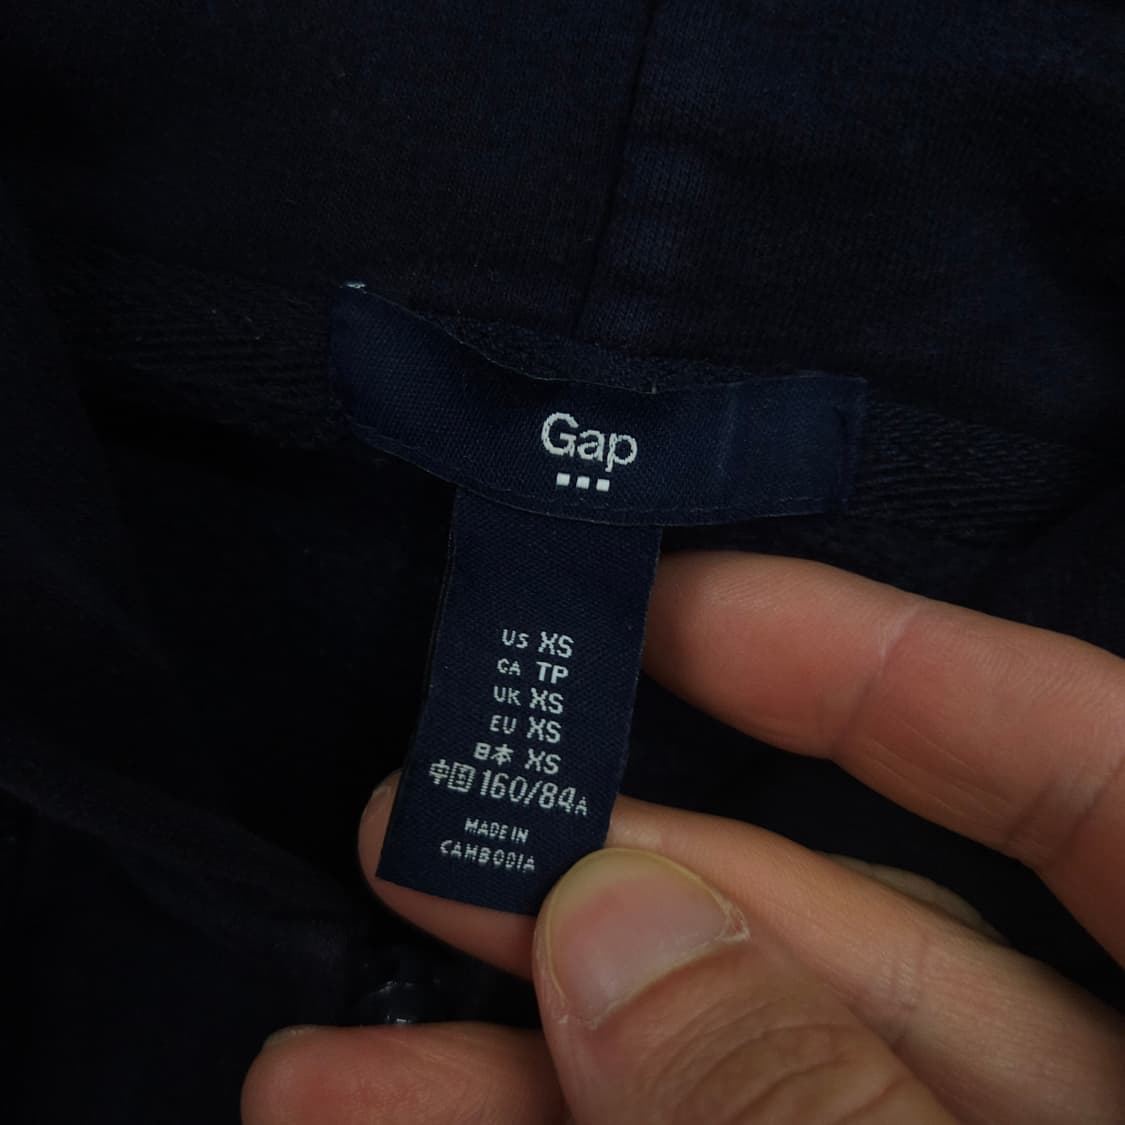 Gap
US XS
CA TP
UK XS
EU XS
日本 XS
中国 160/84A
MADE IN
CAMBODIA